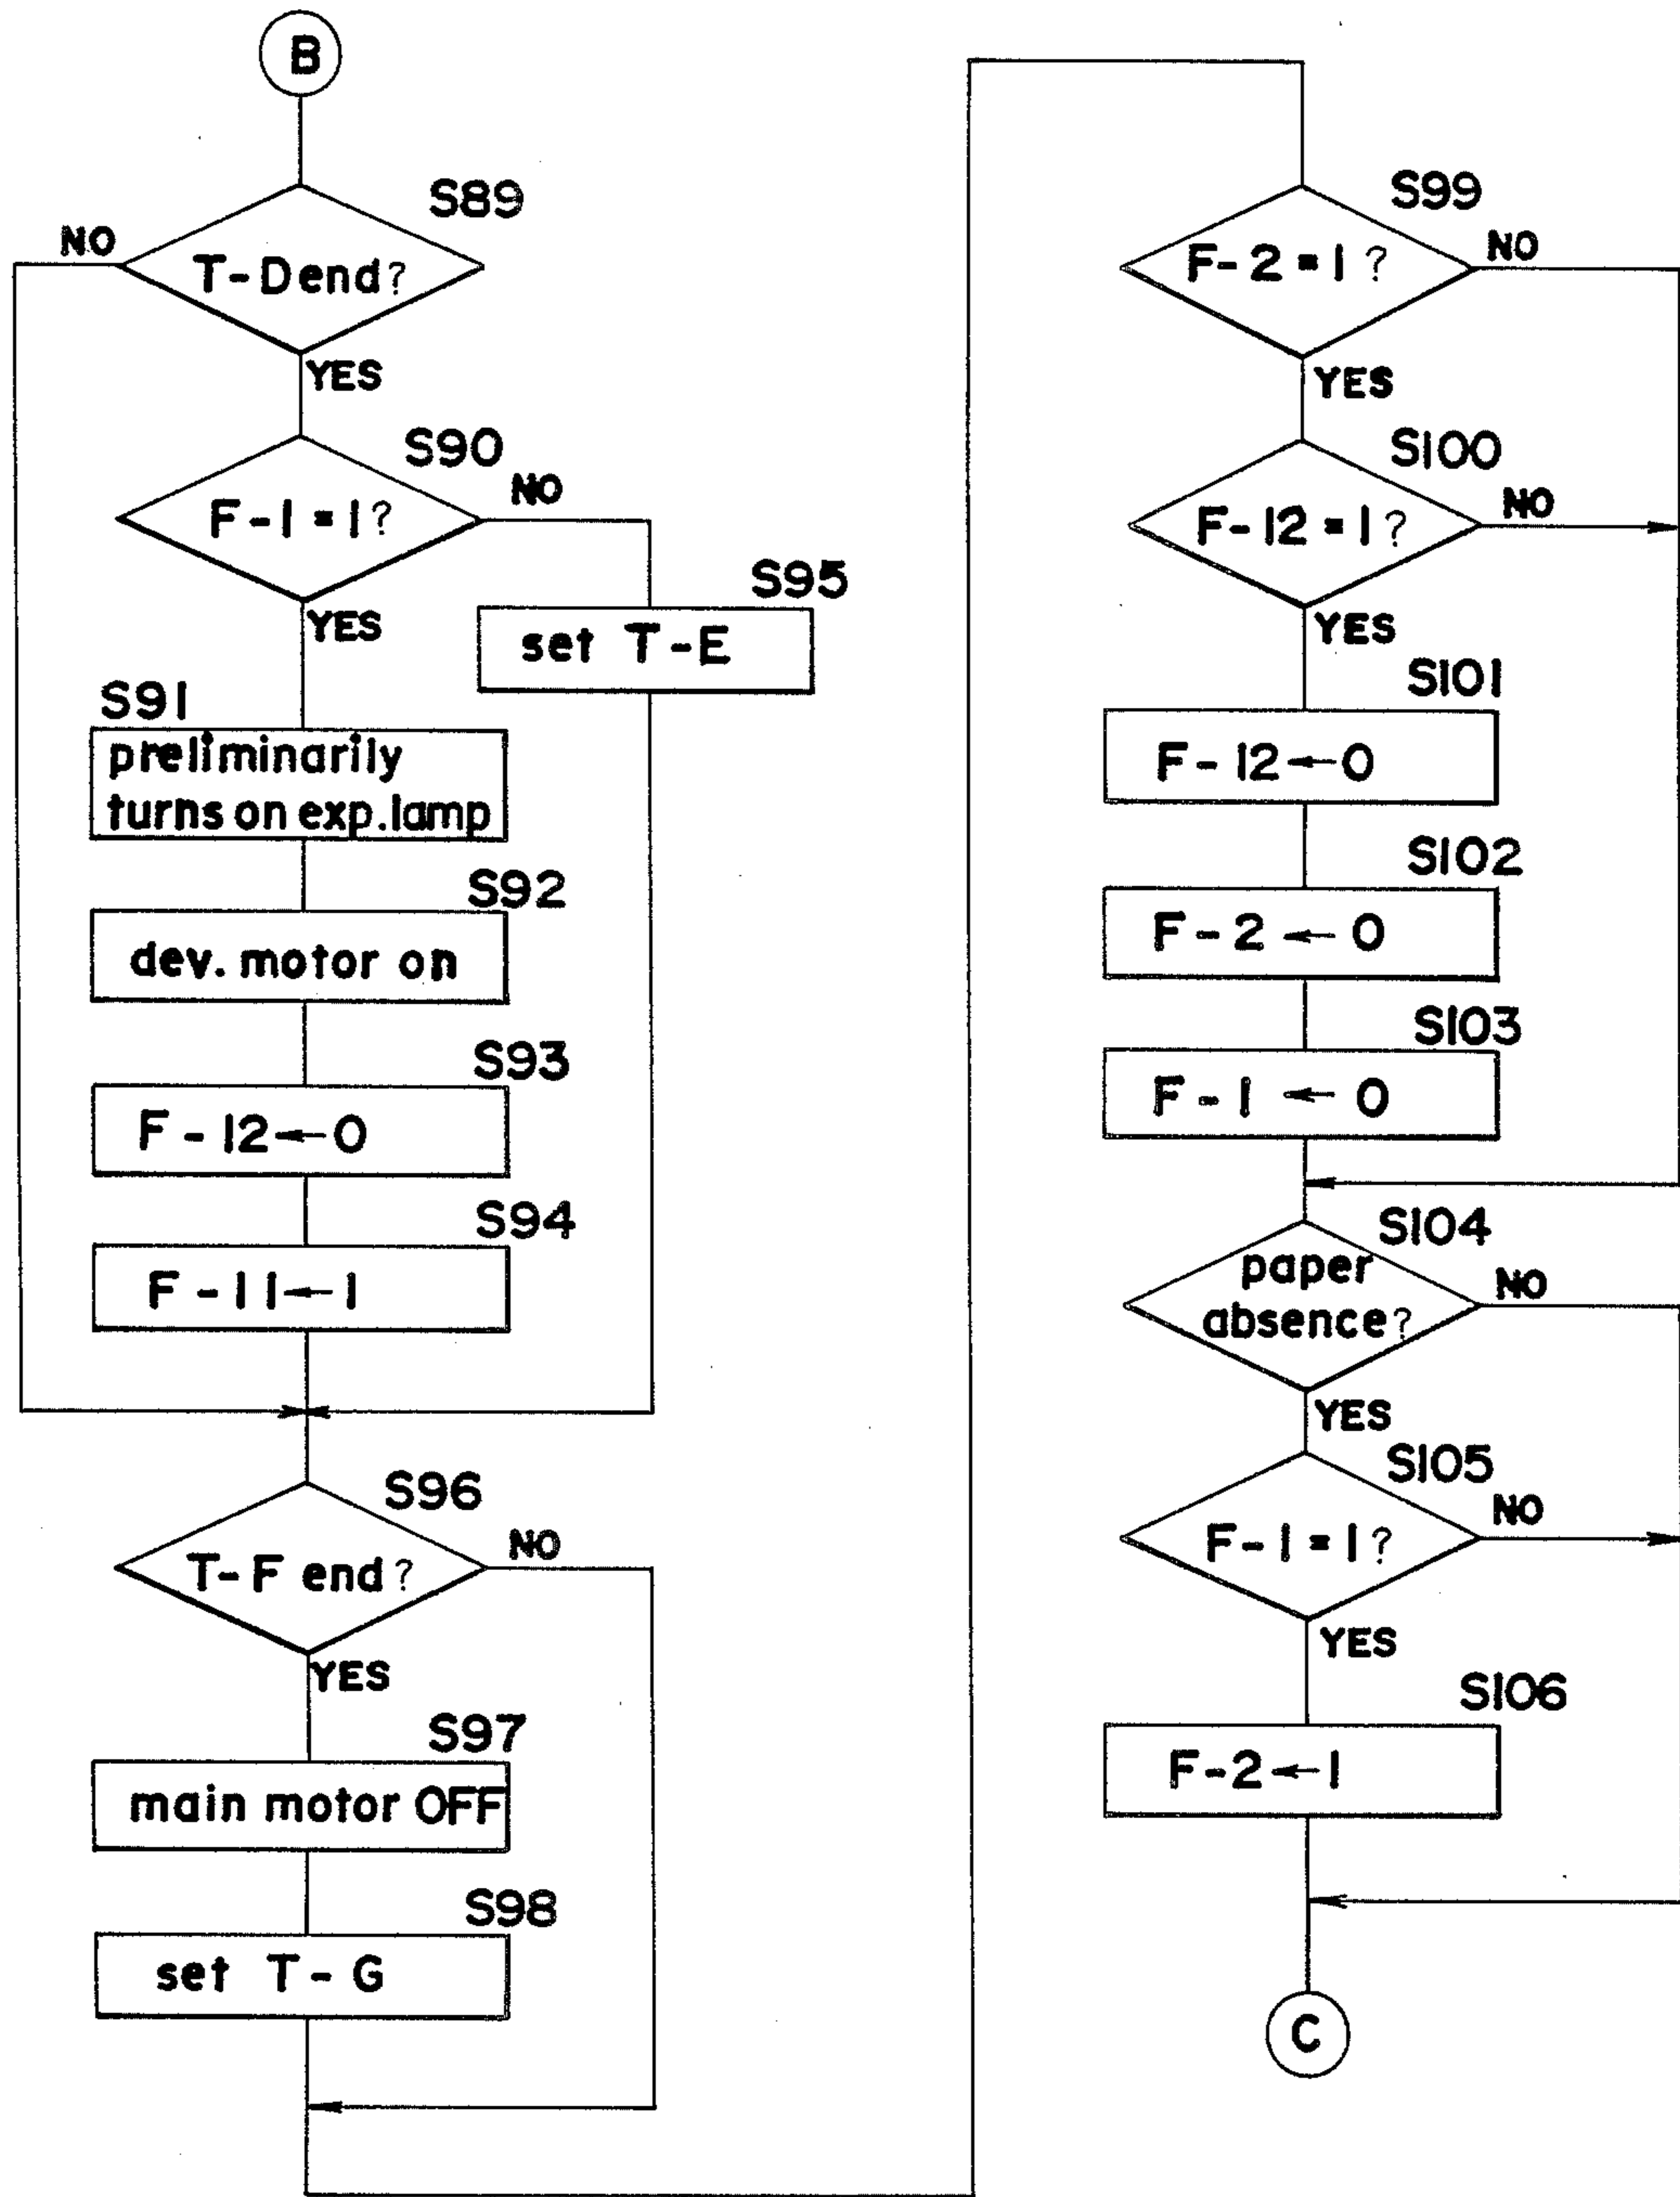 B
S89
NO
T-Dend?
YES
S90
NO
F-1=1?
S95
YES
set T-E
S91
preliminarily
turns on exp.lamp
S92
dev. motor on
S93
F-12←0
S94
F-11←1
S96
NO
T-F end?
YES
S97
main motor OFF
S98
set T-G
S99
NO
F-2=1?
YES
S100
NO
F-12=1?
YES
S101
F-12←0
S102
F-2←0
S103
F-1←0
S104
paper
NO
absence?
YES
S105
NO
F-1=1?
YES
S106
F-2←1
C